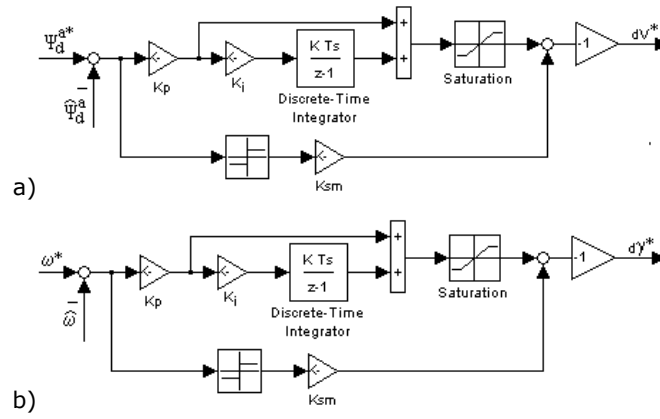 Ψd^a*
Ψ̂d^a
−
Kp
Ki
K Ts
z-1
Discrete-Time
Integrator
+
+
Saturation
-1
dV*
Ksm
a)
ω*
ω̂
−
Kp
Ki
K Ts
z-1
Discrete-Time
Integrator
+
+
Saturation
-1
dγ*
Ksm
b)